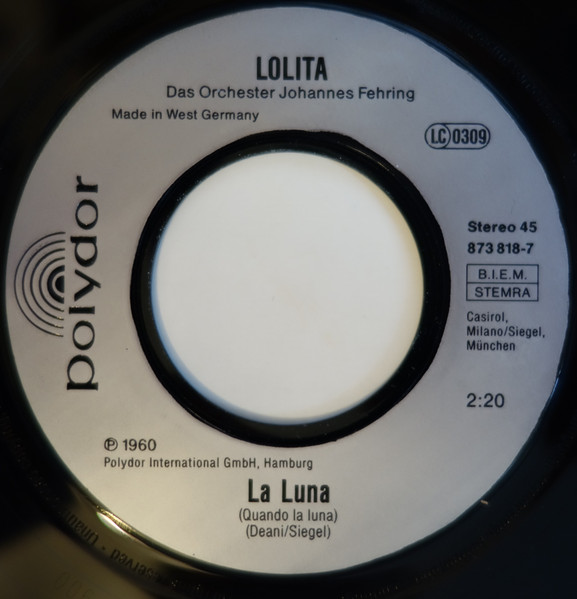 LOLITA
Das Orchester Johannes Fehring
Made in West Germany
LC 0309
polydor
Stereo 45
873 818-7
B.I.E.M.
STEMRA
Casirol,
Milano/Siegel,
München
2:20
℗ 1960
Polydor International GmbH, Hamburg
La Luna
(Quando la luna)
(Deani/Siegel)